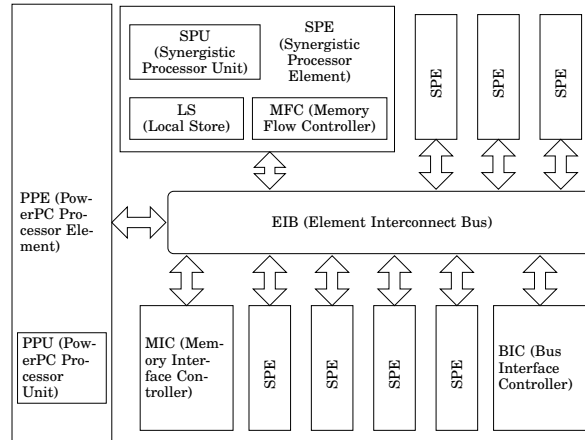 SPU
(Synergistic
Processor Unit)
SPE
(Synergistic
Processor
Element)
LS
(Local Store)
MFC (Memory
Flow Controller)
SPE
SPE
SPE
PPE (Pow-
erPC Pro-
cessor Ele-
ment)
EIB (Element Interconnect Bus)
PPU (Pow-
erPC Pro-
cessor
Unit)
MIC (Mem-
ory Inter-
face Con-
troller)
SPE
SPE
SPE
SPE
BIC (Bus
Interface
Controller)